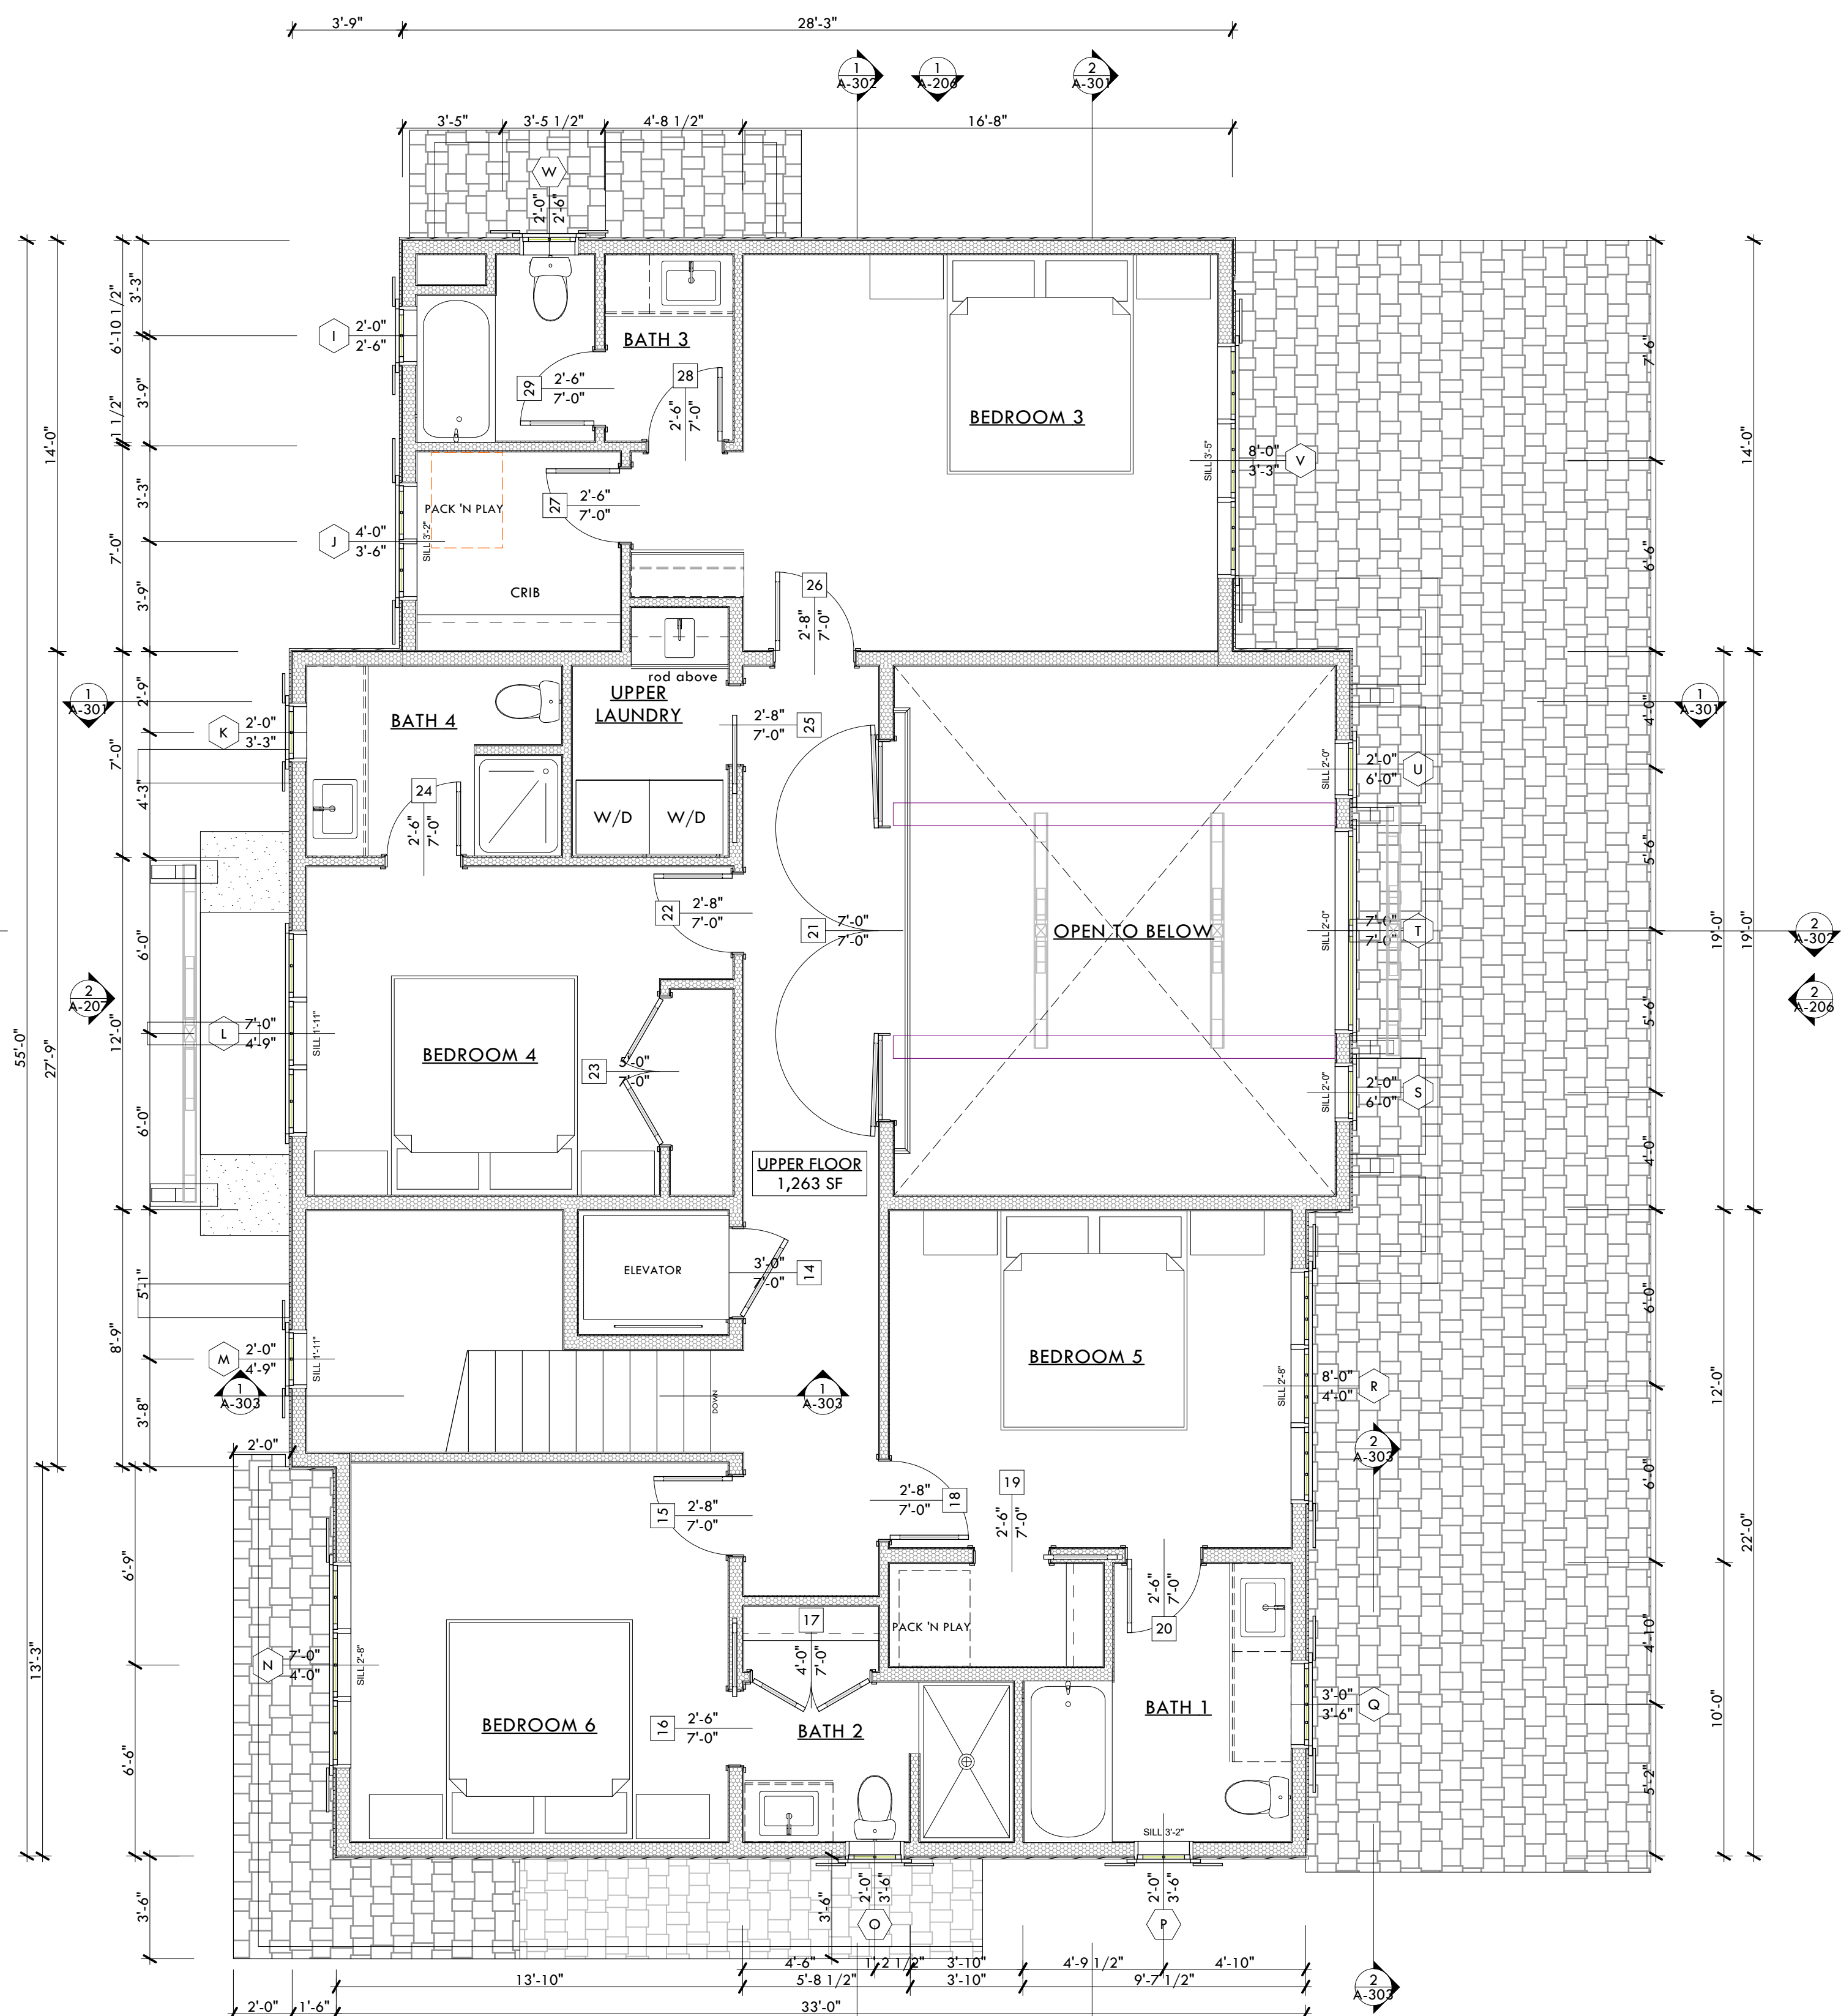 3'-9"
28'-3"
1
A-302
1
A-206
2
A-301
3'-5"
3'-5 1/2"
4'-8 1/2"
16'-8"
W
2'-0"
2'-6"
3'-3"
6'-10 1/2"
I
2'-0"
2'-6"
BATH 3
29
2'-6"
7'-0"
28
2'-6"
7'-0"
BEDROOM 3
7'-6"
3'-9"
1 1/2"
14'-0"
14'-0"
SILL 3'-5"
8'-0"
3'-3"
V
3'-3"
7'-0"
J
4'-0"
3'-6"
SILL 3'-2"
PACK 'N PLAY
27
2'-6"
7'-0"
6'-6"
3'-9"
CRIB
26
2'-8"
7'-0"
rod above
UPPER
LAUNDRY
BATH 4
1
A-301
2'-9"
K
2'-0"
3'-3"
25
2'-8"
7'-0"
4'-0"
1
A-301
7'-0"
4'-3"
24
2'-6"
7'-0"
W/D
W/D
SILL 2'-0"
2'-0"
6'-0"
U
5'-6"
22
2'-8"
7'-0"
21
7'-0"
7'-0"
OPEN TO BELOW
SILL 2'-0"
7'-0"
7'-0"
T
19'-0"
19'-0"
2
A-302
2
A-206
6'-0"
2
A-207
12'-0"
55'-0"
27'-9"
L
7'-0"
4'-9"
SILL 1'-11"
BEDROOM 4
23
5'-0"
7'-0"
5'-6"
SILL 2'-0"
2'-0"
6'-0"
S
6'-0"
4'-0"
UPPER FLOOR
1,263 SF
ELEVATOR
14
3'-0"
7'-0"
5'-1"
6'-0"
8'-9"
M
2'-0"
4'-9"
SILL 1'-11"
1
A-303
DOWN
1
A-303
BEDROOM 5
SILL 2'-8"
8'-0"
4'-0"
R
12'-0"
3'-8"
2'-0"
2
A-303
6'-0"
15
2'-8"
7'-0"
18
2'-8"
7'-0"
19
2'-6"
7'-0"
22'-0"
6'-9"
13'-3"
N
7'-0"
4'-0"
SILL 2'-8"
17
4'-0"
7'-0"
PACK 'N PLAY
20
2'-6"
7'-0"
4'-10"
BEDROOM 6
16
2'-6"
7'-0"
BATH 2
BATH 1
3'-0"
3'-6"
Q
10'-0"
6'-6"
5'-2"
SILL 3'-2"
3'-6"
3'-6"
2'-0"
3'-6"
O
2'-0"
3'-6"
P
4'-6"
1'-2 1/2"
3'-10"
4'-9 1/2"
4'-10"
13'-10"
5'-8 1/2"
3'-10"
9'-7 1/2"
2
A-303
2'-0"
1'-6"
33'-0"